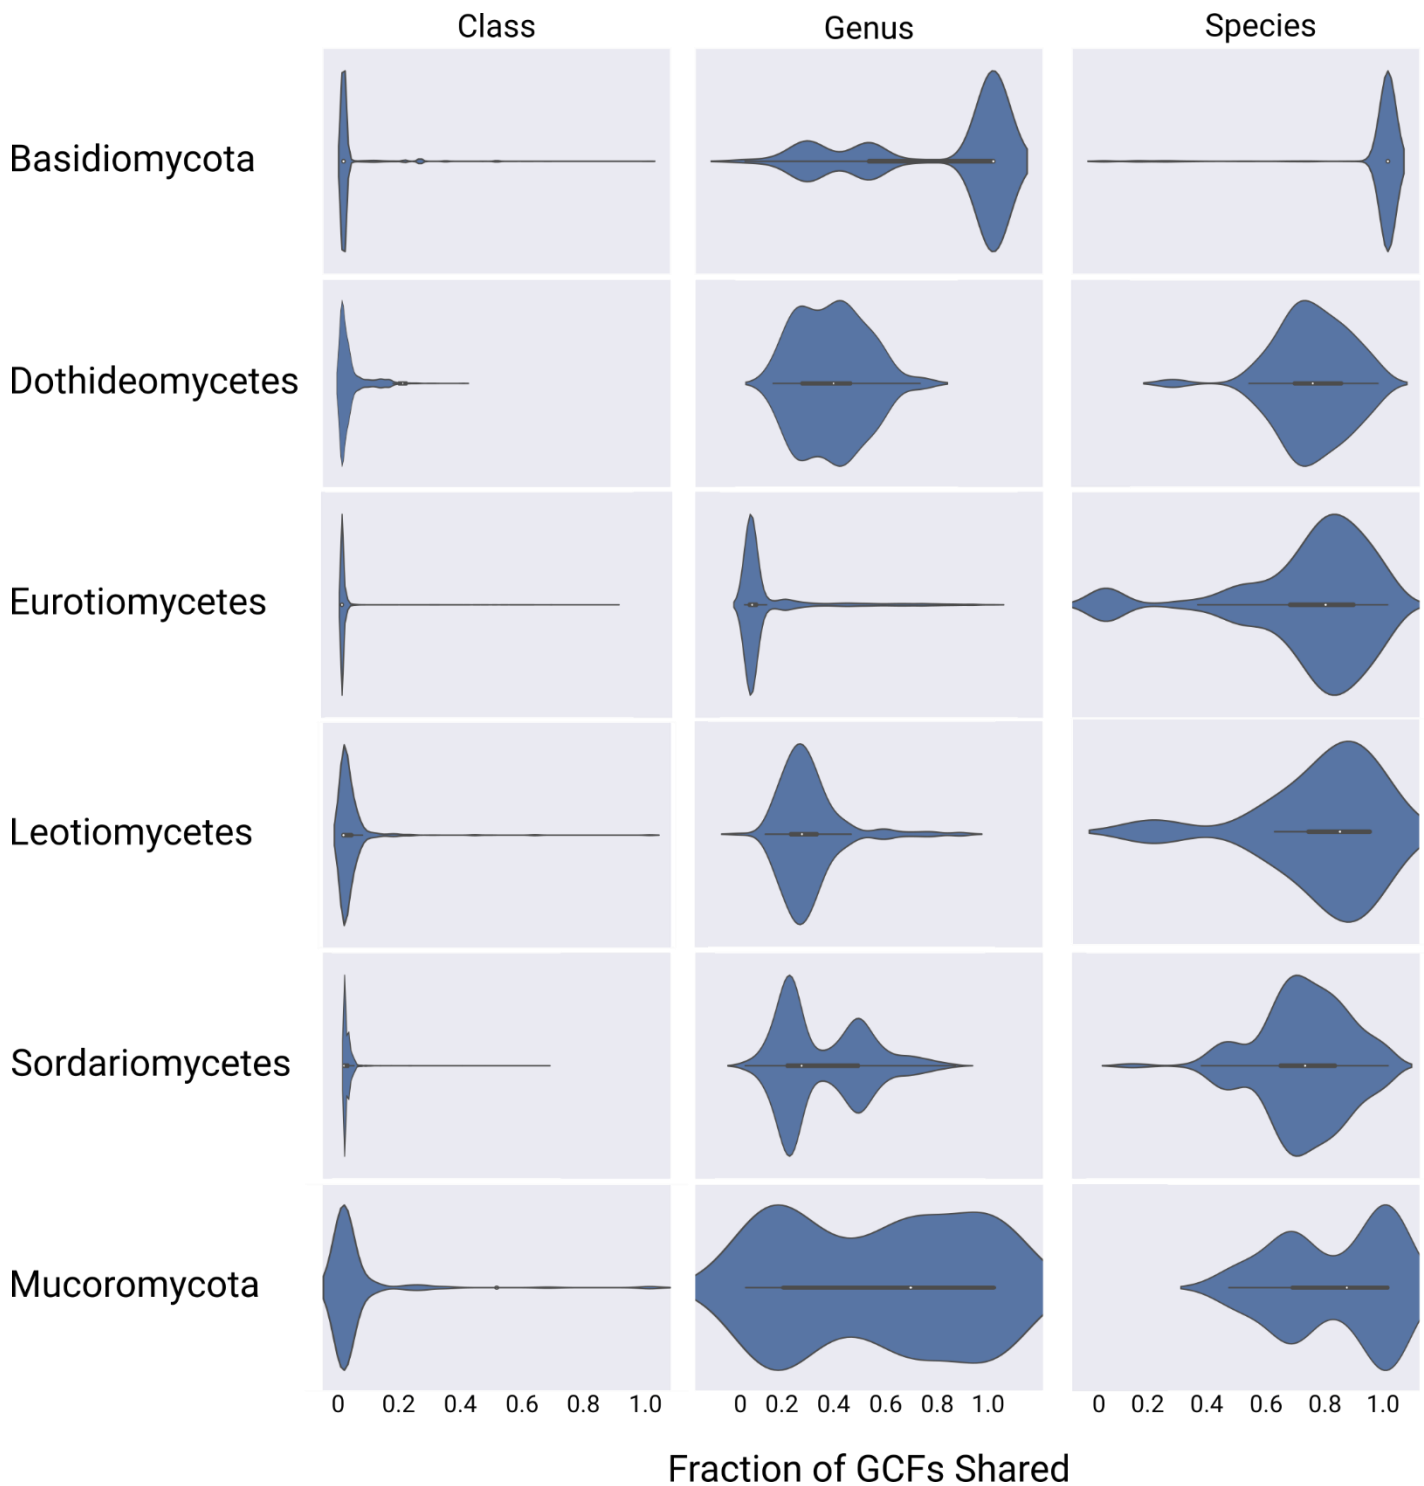 Class Genus Species
Basidiomycota
Dothideomycetes
Eurotiomycetes
Leotiomycetes
Sordariomycetes
Mucoromycota
0 0.2 0.4 0.6 0.8 1.0 0 0.2 0.4 0.6 0.8 1.0 0 0.2 0.4 0.6 0.8 1.0
Fraction of GCFs Shared